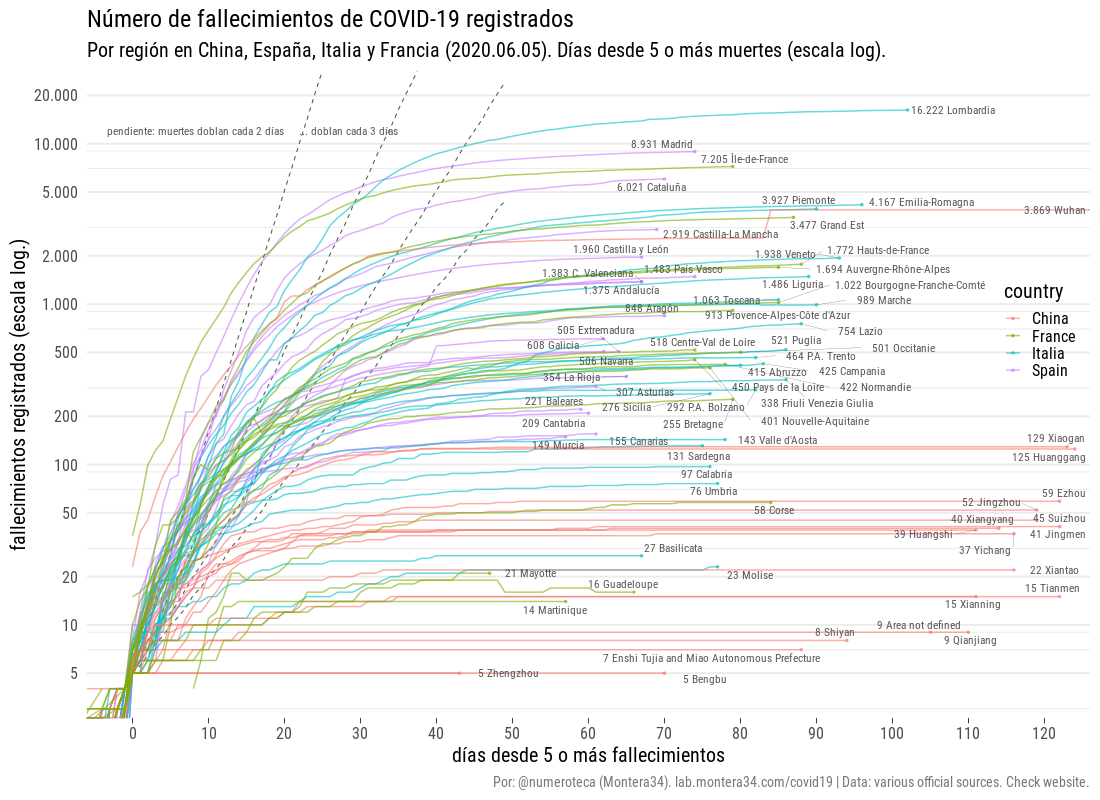 Número de fallecimientos de COVID-19 registrados
Por región en China, España, Italia y Francia (2020.06.05). Días desde 5 o más muertes (escala log).
20.000
10.000
5.000
2.000
1.000
500
200
100
50
20
10
5
fallecimientos registrados (escala log.)
pendiente: muertes doblan cada 2 días
... doblan cada 3 díes
16.222 Lombardia
8.931 Madrid
7.205 Île-de-France
6.021 Cataluña
3.927 Piemonte
4.167 Emilia-Romagna
3.869 Wuhan
3.477 Grand Est
2.919 Castilla-La Mancha
1.960 Castilla y León
1.938 Veneto
1.772 Hauts-de-France
1.383 C. Valenciana
1.483 País Vasco
1.694 Auvergne-Rhône-Alpes
1.486 Liguria
1.022 Bourgogne-Franche-Comté
1.375 Andalucía
1.063 Toscana
989 Marche
848 Aragón
913 Provence-Alpes-Côte d'Azur
505 Extremadura
754 Lazio
608 Galicia
518 Centre-Val de Loire
521 Puglia
501 Occitanie
464 P.A. Trento
506 Navarra
415 Abruzzo
425 Campania
354 La Rioja
307 Asturias
450 Pays de la Loire
422 Normandie
221 Baleares
276 Sicilia
292 P.A. Bolzano
338 Friuli Venezia Giulia
209 Cantabria
255 Bretagne
401 Nouvelle-Aquitaine
149 Murcia
155 Canarias
143 Valle d'Aosta
129 Xiaogan
131 Sardegna
125 Huanggang
97 Calabria
76 Umbria
59 Ezhou
58 Corse
52 Jingzhou
40 Xiangyang
45 Suizhou
39 Huangshi
41 Jingmen
27 Basilicata
37 Yichang
21 Mayotte
23 Molise
22 Xiantao
16 Guadeloupe
15 Tianmen
14 Martinique
15 Xianning
9 Area not defined
8 Shiyan
9 Qianjiang
7 Enshi Tujia and Miao Autonomous Prefecture
5 Zhengzhou
5 Bengbu
country
China
France
Italia
Spain
0 10 20 30 40 50 60 70 80 90 100 110 120
días desde 5 o más fallecimientos
Por: @numeroteca (Montera34). lab.montera34.com/covid19 | Data: various official sources. Check website.